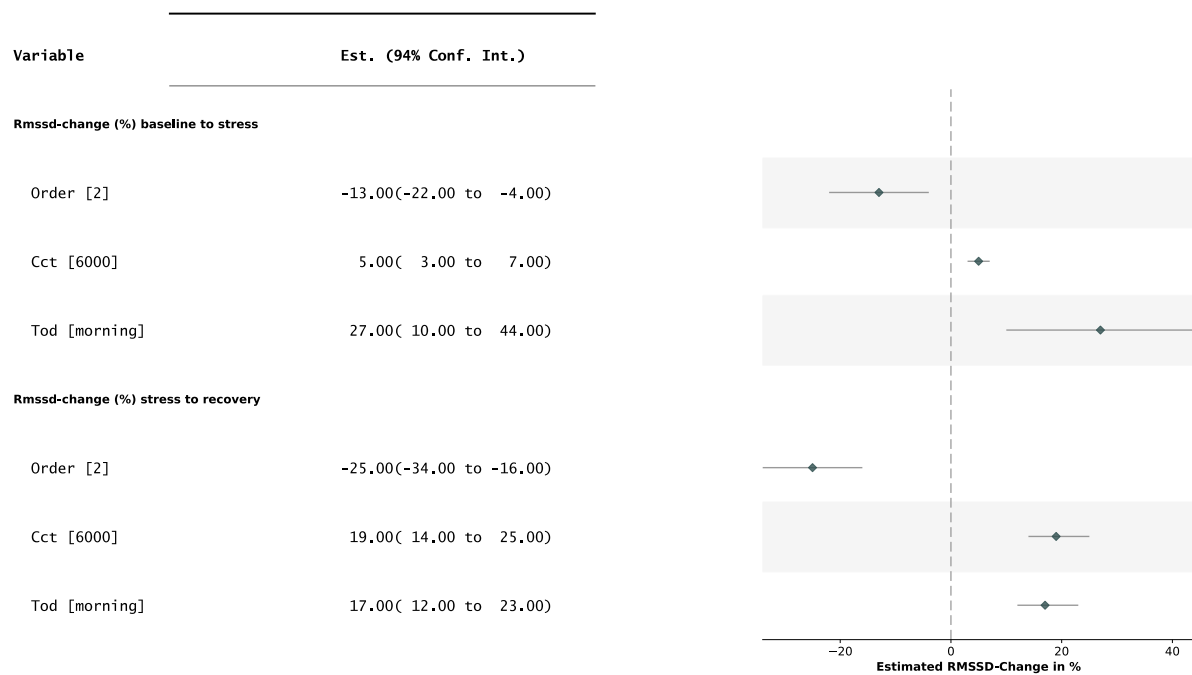 Variable Est. (94% Conf. Int.)
Rmssd-change (%) baseline to stress
Order [2] -13.00(-22.00 to -4.00)
Cct [6000] 5.00( 3.00 to 7.00)
Tod [morning] 27.00( 10.00 to 44.00)
Rmssd-change (%) stress to recovery
Order [2] -25.00(-34.00 to -16.00)
Cct [6000] 19.00( 14.00 to 25.00)
Tod [morning] 17.00( 12.00 to 23.00)
−20 0 20 40
Estimated RMSSD-Change in %